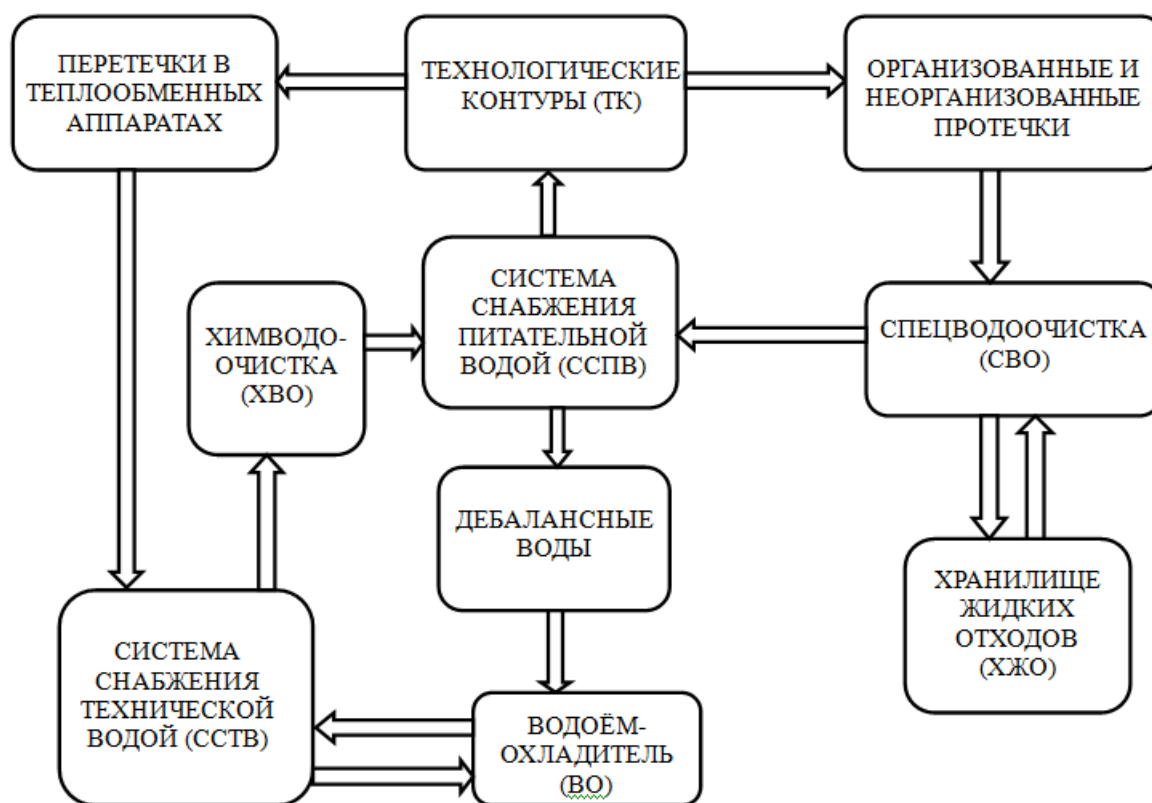 ПЕРЕТЕЧКИ В
ТЕПЛООБМЕННЫХ
АППАРАТАХ
ТЕХНОЛОГИЧЕСКИЕ
КОНТУРЫ (ТК)
ОРГАНИЗОВАННЫЕ И
НЕОРГАНИЗОВАННЫЕ
ПРОТЕЧКИ
ХИМВОДО-
ОЧИСТКА
(ХВО)
СИСТЕМА
СНАБЖЕНИЯ
ПИТАТЕЛЬНОЙ
ВОДОЙ (ССПВ)
СПЕЦВОДООЧИСТКА
(СВО)
ДЕБАЛАНСНЫЕ
ВОДЫ
ХРАНИЛИЩЕ
ЖИДКИХ
ОТХОДОВ
(ХЖО)
СИСТЕМА
СНАБЖЕНИЯ
ТЕХНИЧЕСКОЙ
ВОДОЙ (ССТВ)
ВОДОЁМ-
ОХЛАДИТЕЛЬ
(ВО)